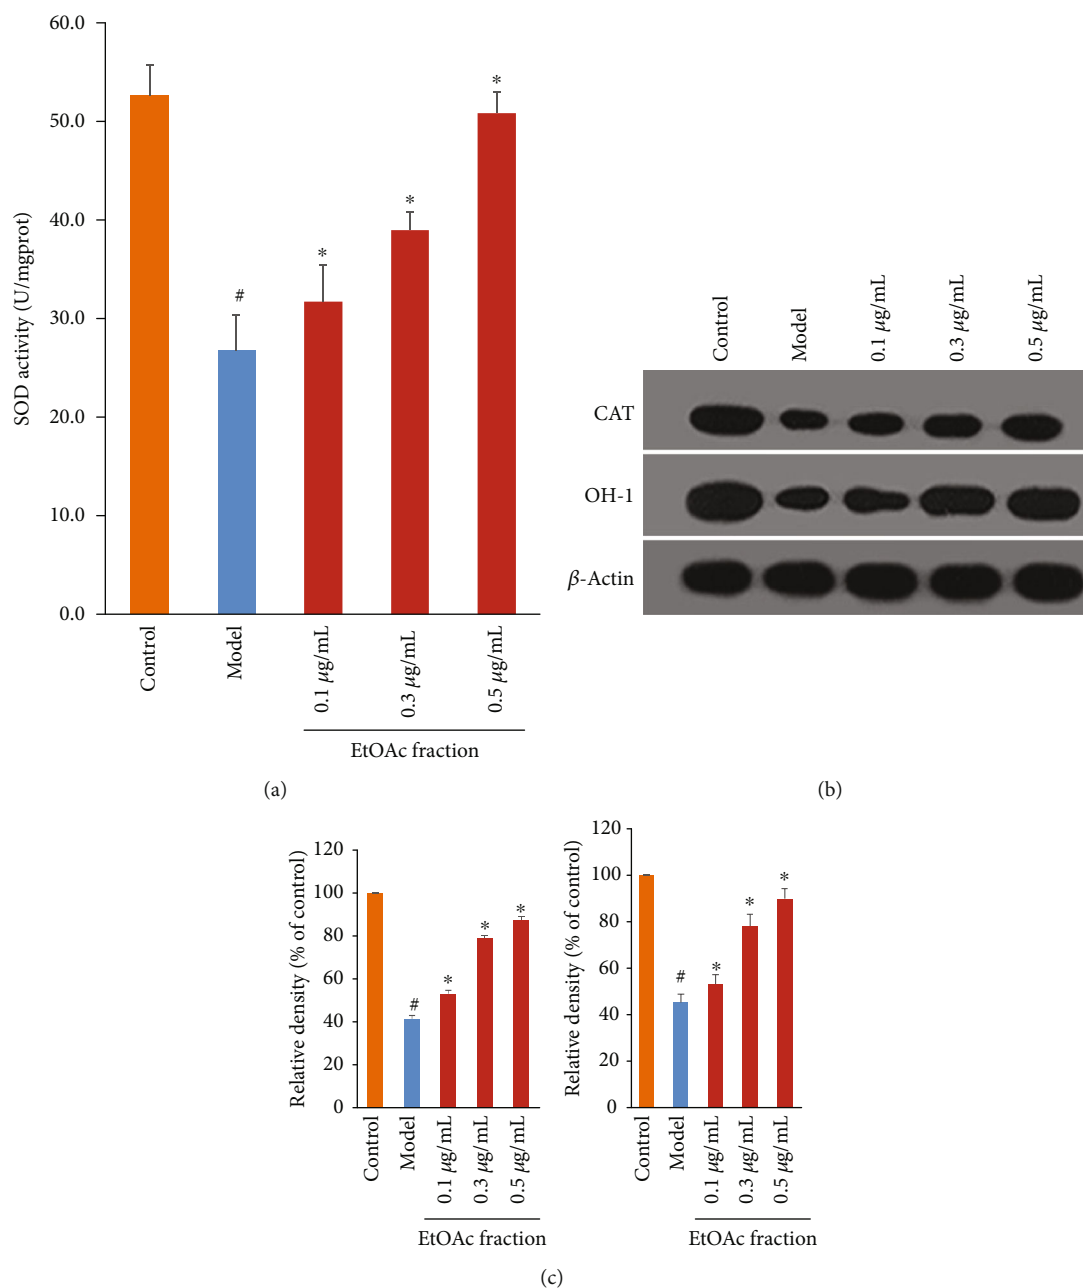 60.0
50.0
40.0
30.0
20.0
10.0
0.0
SOD activity (U/mgprot)
#
*
*
*
Control
Model
0.1 μg/mL
0.3 μg/mL
0.5 μg/mL
EtOAc fraction
(a)
Control
Model
0.1 μg/mL
0.3 μg/mL
0.5 μg/mL
CAT
OH-1
β-Actin
(b)
120
100
80
60
40
20
0
Relative density (% of control)
#
*
*
*
Control
Model
0.1 μg/mL
0.3 μg/mL
0.5 μg/mL
EtOAc fraction
120
100
80
60
40
20
0
Relative density (% of control)
#
*
*
*
Control
Model
0.1 μg/mL
0.3 μg/mL
0.5 μg/mL
EtOAc fraction
(c)